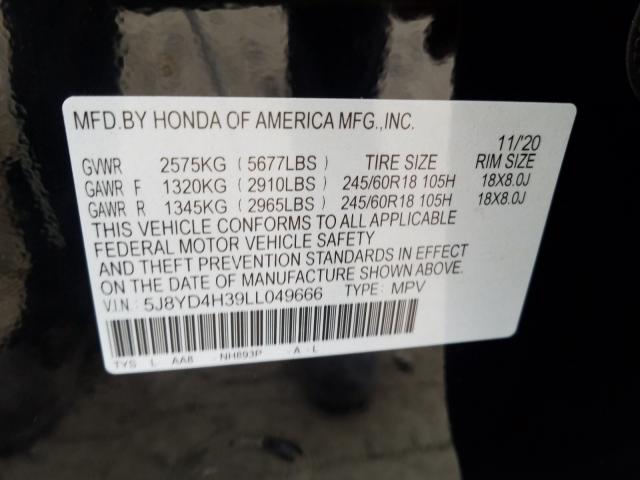 MFD.BY HONDA OF AMERICA MFG.,INC.
11/'20
GVWR 2575KG (5677LBS) TIRE SIZE RIM SIZE
GAWR F 1320KG (2910LBS) 245/60R18 105H 18X8.0J
GAWR R 1345KG (2965LBS) 245/60R18 105H 18X8.0J
THIS VEHICLE CONFORMS TO ALL APPLICABLE
FEDERAL MOTOR VEHICLE SAFETY
AND THEFT PREVENTION STANDARDS IN EFFECT
ON THE DATE OF MANUFACTURE SHOWN ABOVE.
V.I.N: 5J8YD4H39LL049666 TYPE: MPV
TYS L AA8 NH893P A - L